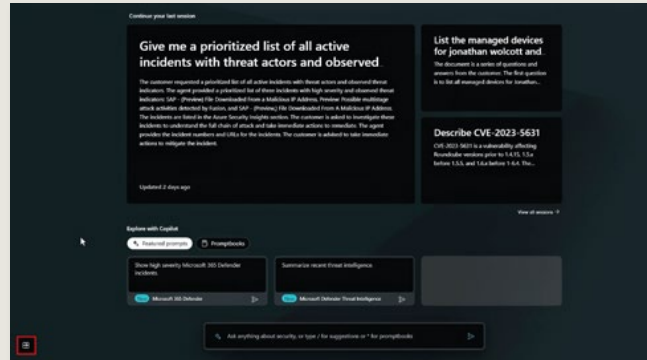 Continue your last session
Give me a prioritized list of all active
incidents with threat actors and observed
The customer requested a prioritized list of all active incidents with threat actors and observed threat
indicators. The agent provided a prioritized list of three incidents with high severity and observed threat
indicators: SAP - (Preview) File Downloaded From a Malicious IP Address, Preview: Possible multistage
attack activities detected by Fusion, and SAP - (Preview) File Downloaded From A Malicious IP Address.
The incidents are listed in the Azure Security Insights section. The customer is asked to investigate these
incidents to understand the full chain of attack and take immediate actions to remediate. The agent
provides the incident numbers and URLs for the incidents. The customer is advised to take immediate
actions to mitigate the incident.
Updated 2 days ago
List the managed devices
for jonathan wolcott and
The document is a series of questions and
answers from the customer. The first question
is to list all managed devices for Jonathan...
Describe CVE-2023-5631
CVE-2023-5631 is a vulnerability affecting
Roundcube versions prior to 1.4.15, 1.5.x
before 1.5.5, and 1.6.x before 1.6.4. The...
View all sessions
Explore with Copilot
Featured prompts
Promptbooks
Show high severity Microsoft 365 Defender
incidents
Microsoft 365 Defender
Summarize recent threat intelligence
Microsoft Defender Threat Intelligence
Ask anything about security, or type / for suggestions or * for promptbooks